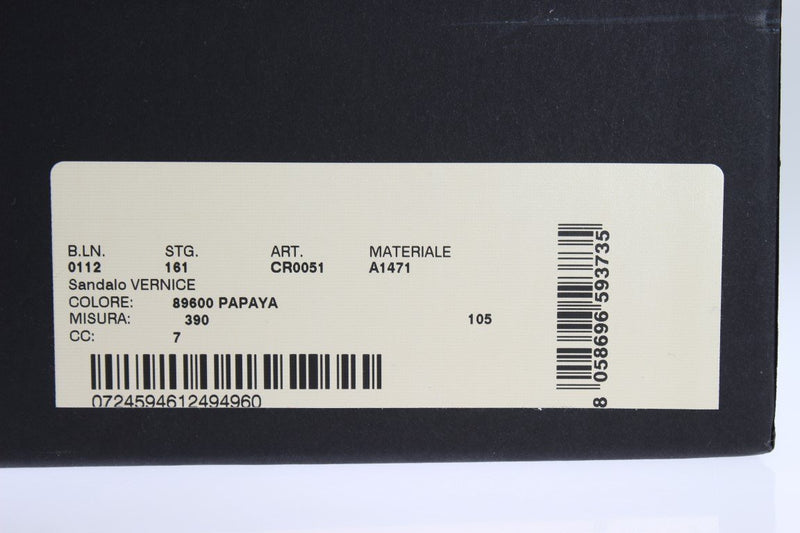 B.LN. STG. ART. MATERIALE
0112 161 CR0051 A1471
Sandalo VERNICE
COLORE: 89600 PAPAYA
MISURA: 390 105
CC: 7
0724594612494960
8 058696 593735